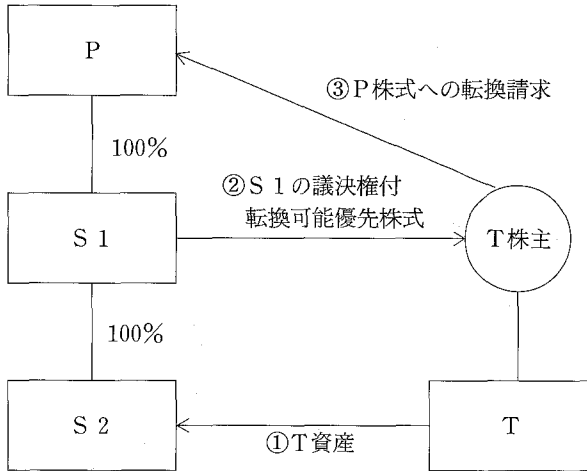 P
③P株式への転換請求
100%
②S1の議決権付
転換可能優先株式
S1
T株主
100%
S2
①T資産
T